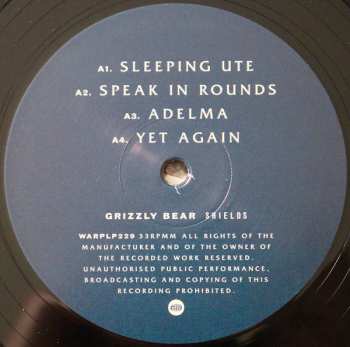 A1. SLEEPING UTE
A2. SPEAK IN ROUNDS
A3. ADELMA
A4. YET AGAIN
GRIZZLY BEAR SHIELDS
WARPLP229 33RPMM ALL RIGHTS OF THE
MANUFACTURER AND OF THE OWNER OF
THE RECORDED WORK RESERVED.
UNAUTHORISED PUBLIC PERFORMANCE,
BROADCASTING AND COPYING OF THIS
RECORDING PROHIBITED.